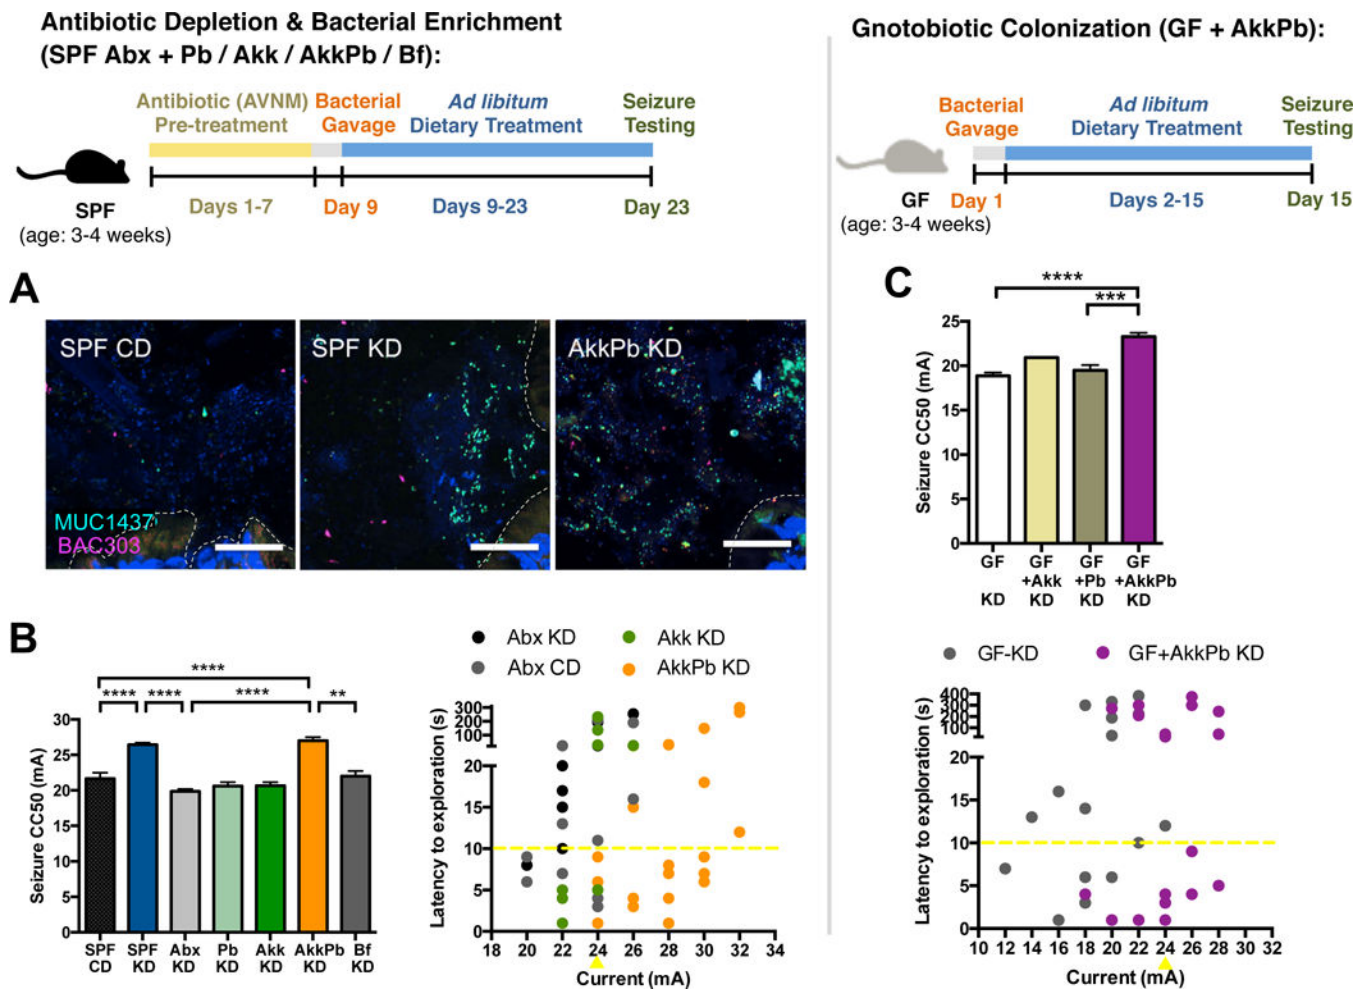 Antibiotic Depletion & Bacterial Enrichment
(SPF Abx + Pb / Akk / AkkPb / Bf):
Antibiotic (AVNM) Bacterial Ad libitum Seizure
Pre-treatment Gavage Dietary Treatment Testing
SPF Days 1-7 Day 9 Days 9-23 Day 23
(age: 3-4 weeks)
Gnotobiotic Colonization (GF + AkkPb):
Bacterial Ad libitum Seizure
Gavage Dietary Treatment Testing
GF Day 1 Days 2-15 Day 15
(age: 3-4 weeks)
A
SPF CD SPF KD AkkPb KD
MUC1437
BAC303
B
**** 
**** **** **** **
30
25
20
15
10
5
0
Seizure CC50 (mA)
SPF SPF Abx Pb Akk AkkPb Bf
CD KD KD KD KD KD KD
Abx KD Akk KD
Abx CD AkkPb KD
300
200
100
20
15
10
5
0
Latency to exploration (s)
18 20 22 24 26 28 30 32 34
Current (mA)
C
****
***
25
20
15
10
5
0
Seizure CC50 (mA)
GF GF GF GF
+Akk +Pb +AkkPb
KD KD KD KD
GF-KD GF+AkkPb KD
400
300
200
100
20
15
10
5
0
Latency to exploration (s)
10 12 14 16 18 20 22 24 26 28 30 32
Current (mA)